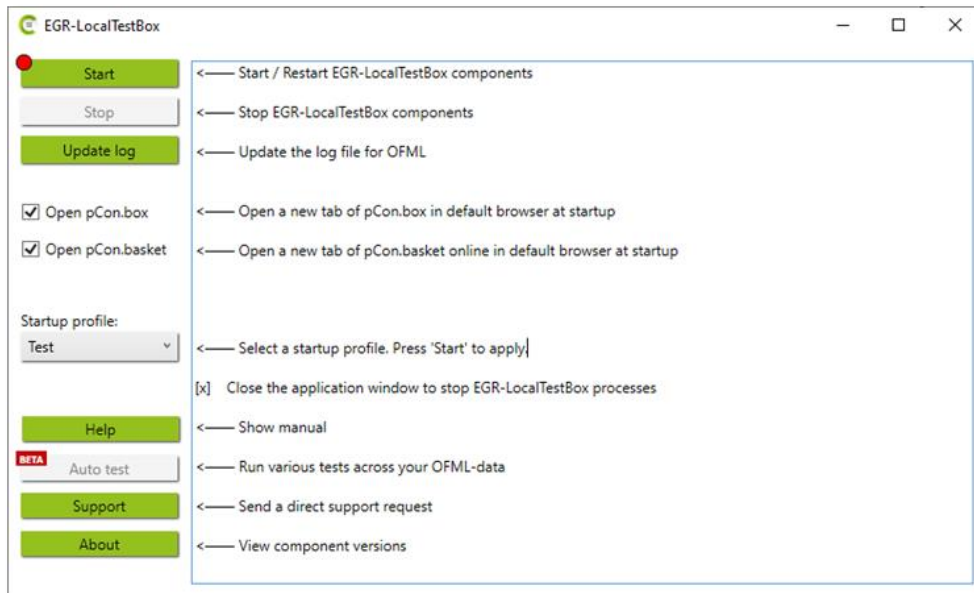 EGR-LocalTestBox
Start <—— Start / Restart EGR-LocalTestBox components
Stop <—— Stop EGR-LocalTestBox components
Update log <—— Update the log file for OFML
Open pCon.box <—— Open a new tab of pCon.box in default browser at startup
Open pCon.basket <—— Open a new tab of pCon.basket online in default browser at startup
Startup profile:
Test <—— Select a startup profile. Press 'Start' to apply.
[x] Close the application window to stop EGR-LocalTestBox processes
Help <—— Show manual
BETA
Auto test <—— Run various tests across your OFML-data
Support <—— Send a direct support request
About <—— View component versions